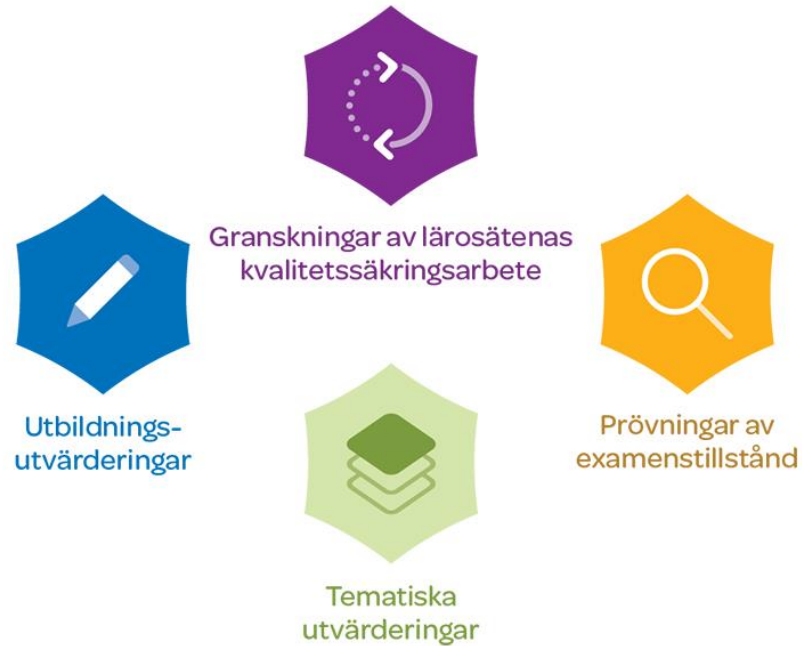 Granskningar av lärosätenas
kvalitetssäkringsarbete
Utbildnings-
utvärderingar
Prövningar av
examenstillstånd
Tematiska
utvärderingar